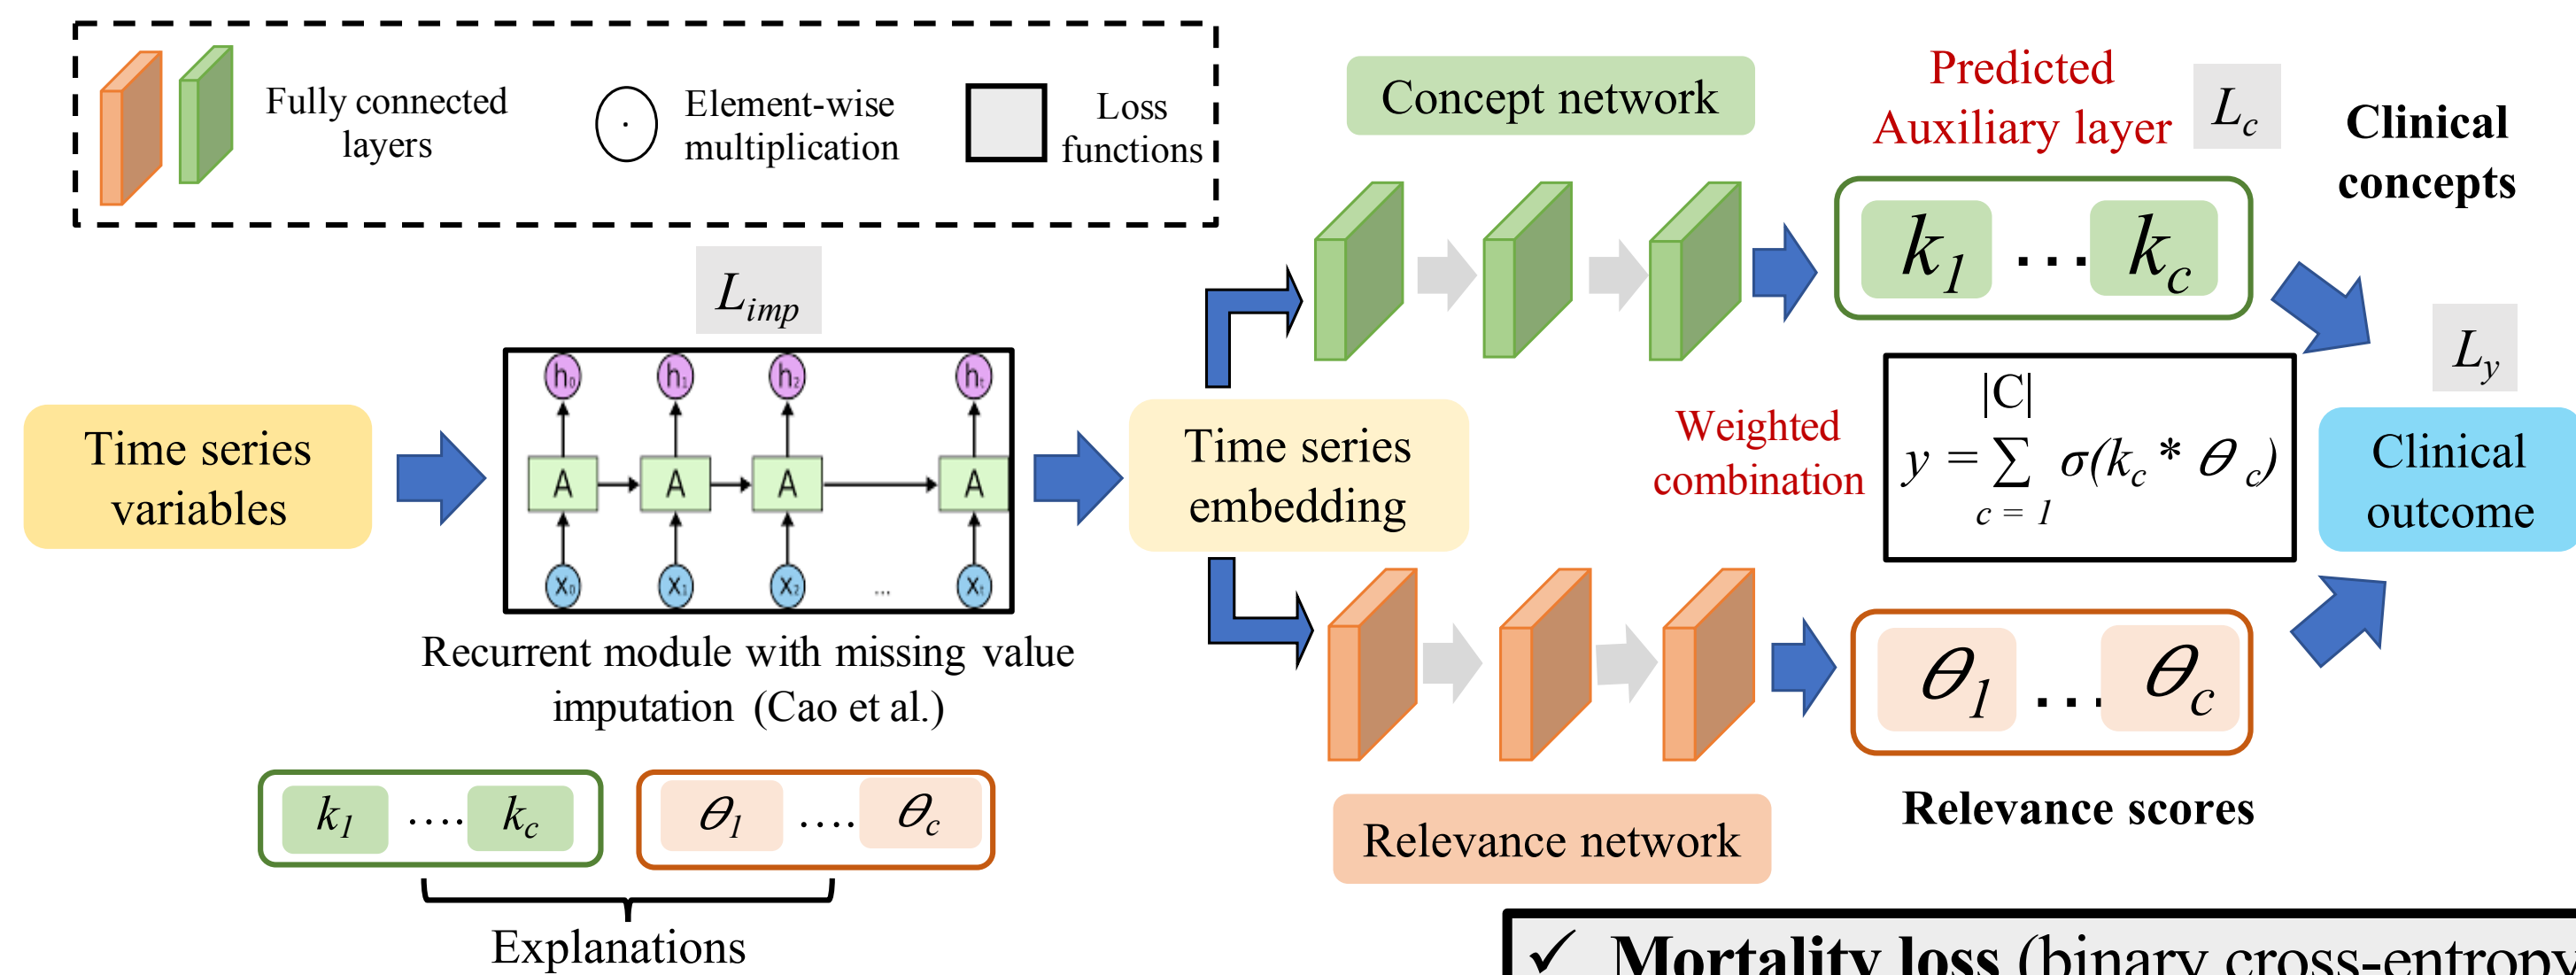 Fully connected
layers
Element-wise
multiplication
Loss
functions
Concept network
Predicted
Auxiliary layer
L_c
Clinical
concepts
k_1 ... k_c
L_imp
h₀ h₁ h₂ hₜ
A A A A
x₀ x₁ x₂ ... xₜ
Time series
variables
Recurrent module with missing value
imputation (Cao et al.)
Time series
embedding
Weighted
combination
|C|
y = ∑ σ(k_c * θ_c)
c = 1
L_y
Clinical
outcome
θ_1 ... θ_c
Relevance scores
Relevance network
k_1 .... k_c
θ_1 .... θ_c
Explanations
✓ Mortality loss (binary cross-entropy